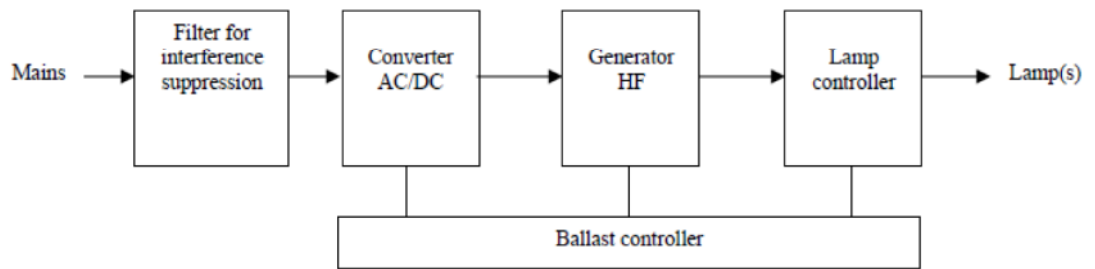 Mains
Filter for
interference
suppression
Converter
AC/DC
Generator
HF
Lamp
controller
Lamp(s)
Ballast controller